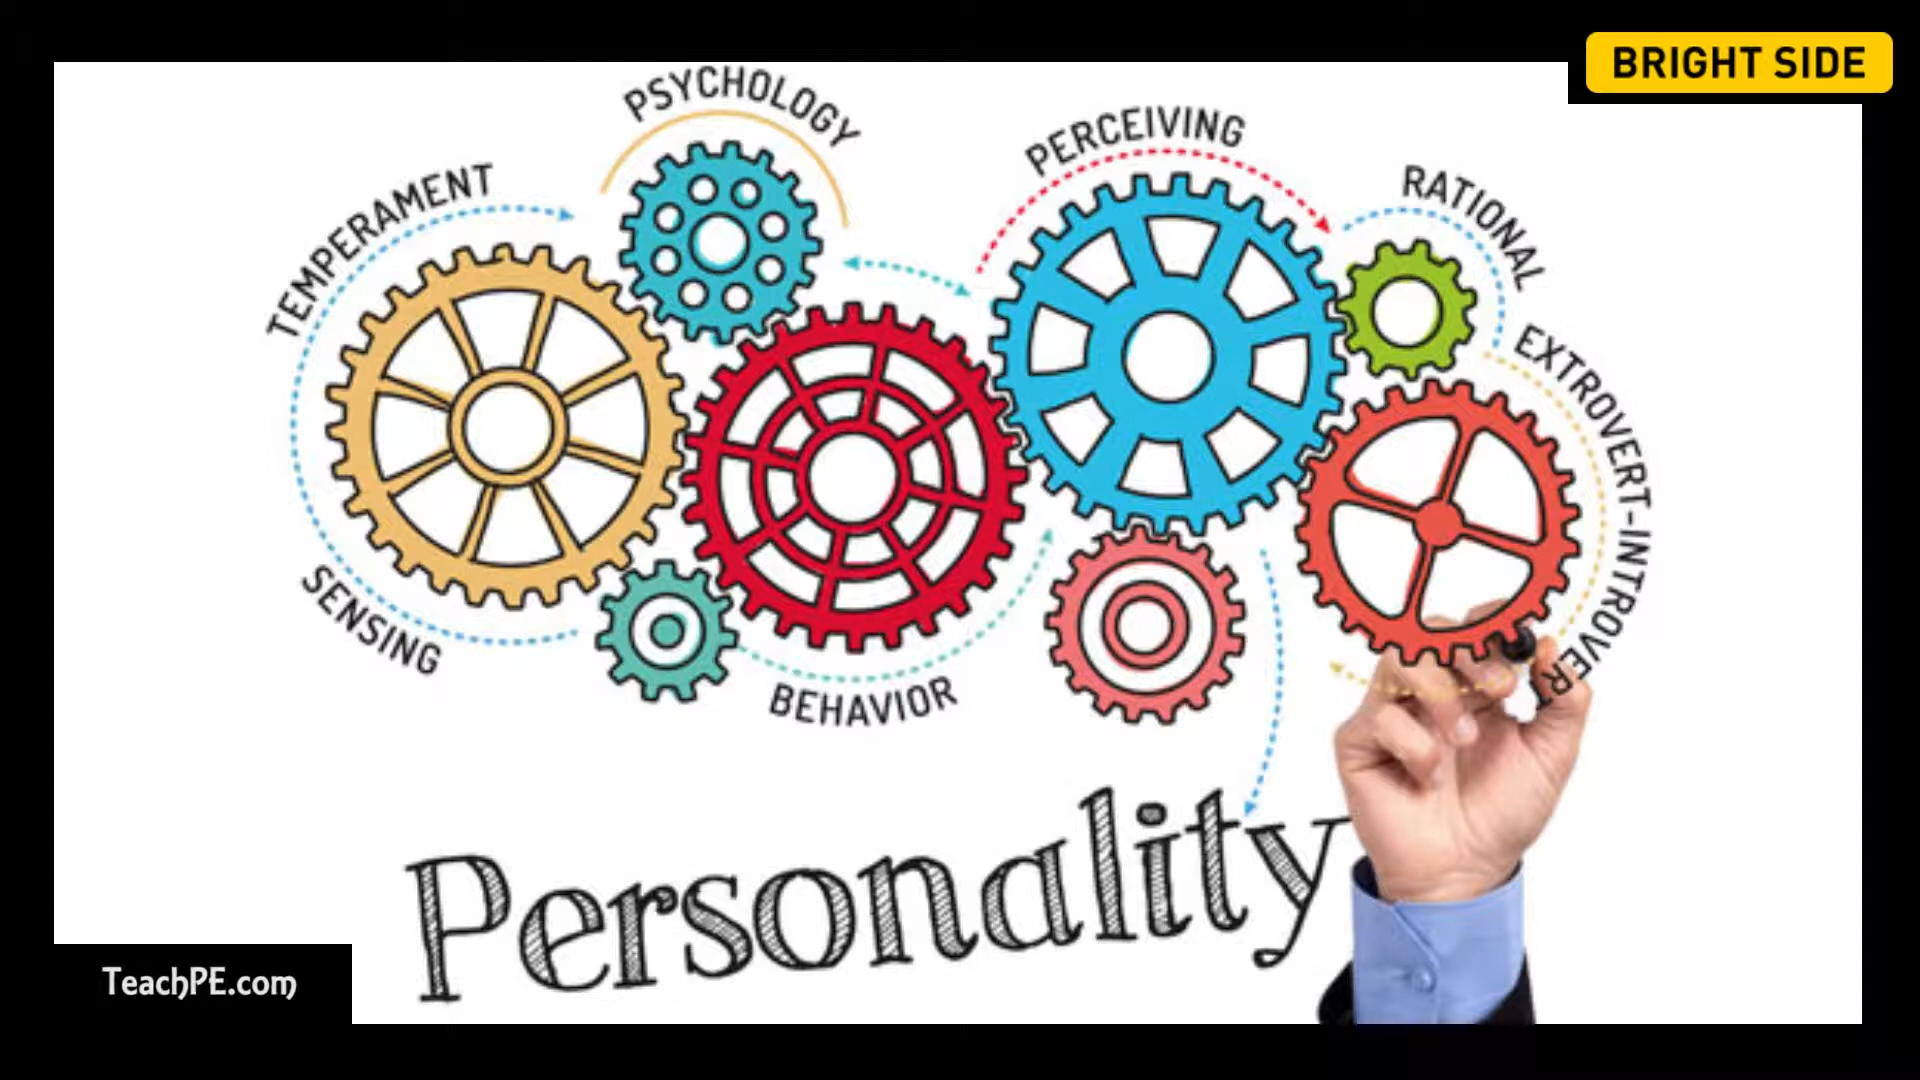 BRIGHT SIDE
PSYCHOLOGY
PERCEIVING
TEMPERAMENT
RATIONAL
EXTROVERT-INTROVERT
SENSING
BEHAVIOR
Personality
TeachPE.com